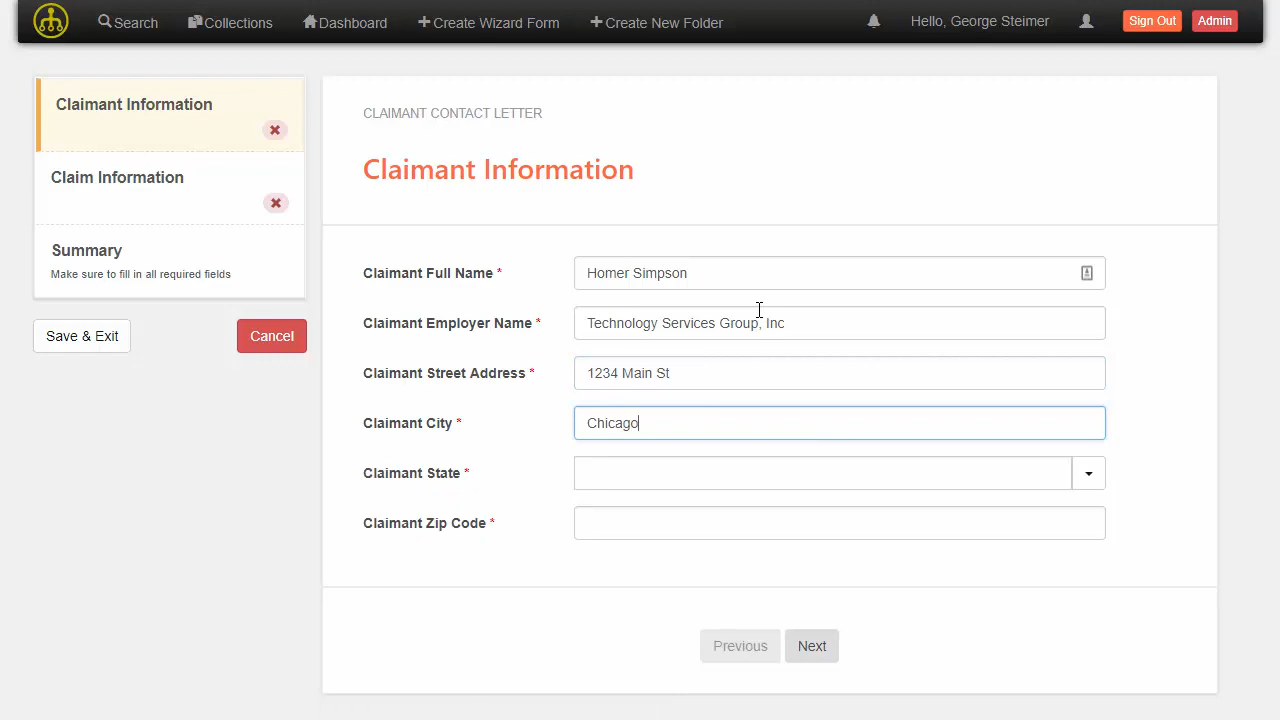 Search Collections Dashboard Create Wizard Form Create New Folder Hello, George Steimer Sign Out Admin
Claimant Information
Claim Information
Summary
Make sure to fill in all required fields
Save & Exit Cancel
CLAIMANT CONTACT LETTER
Claimant Information
Claimant Full Name * Homer Simpson
Claimant Employer Name * Technology Services Group, Inc
Claimant Street Address * 1234 Main St
Claimant City * Chicago
Claimant State *
Claimant Zip Code *
Previous Next